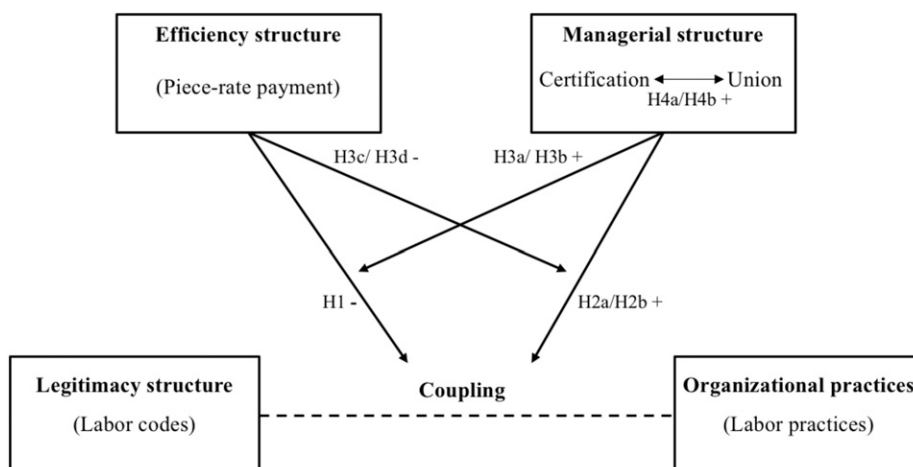 Efficiency structure
(Piece-rate payment)
Managerial structure
Certification Union
H4a/H4b +
H3c/ H3d -
H3a/ H3b +
H1 -
H2a/H2b +
Legitimacy structure
(Labor codes)
Coupling
Organizational practices
(Labor practices)